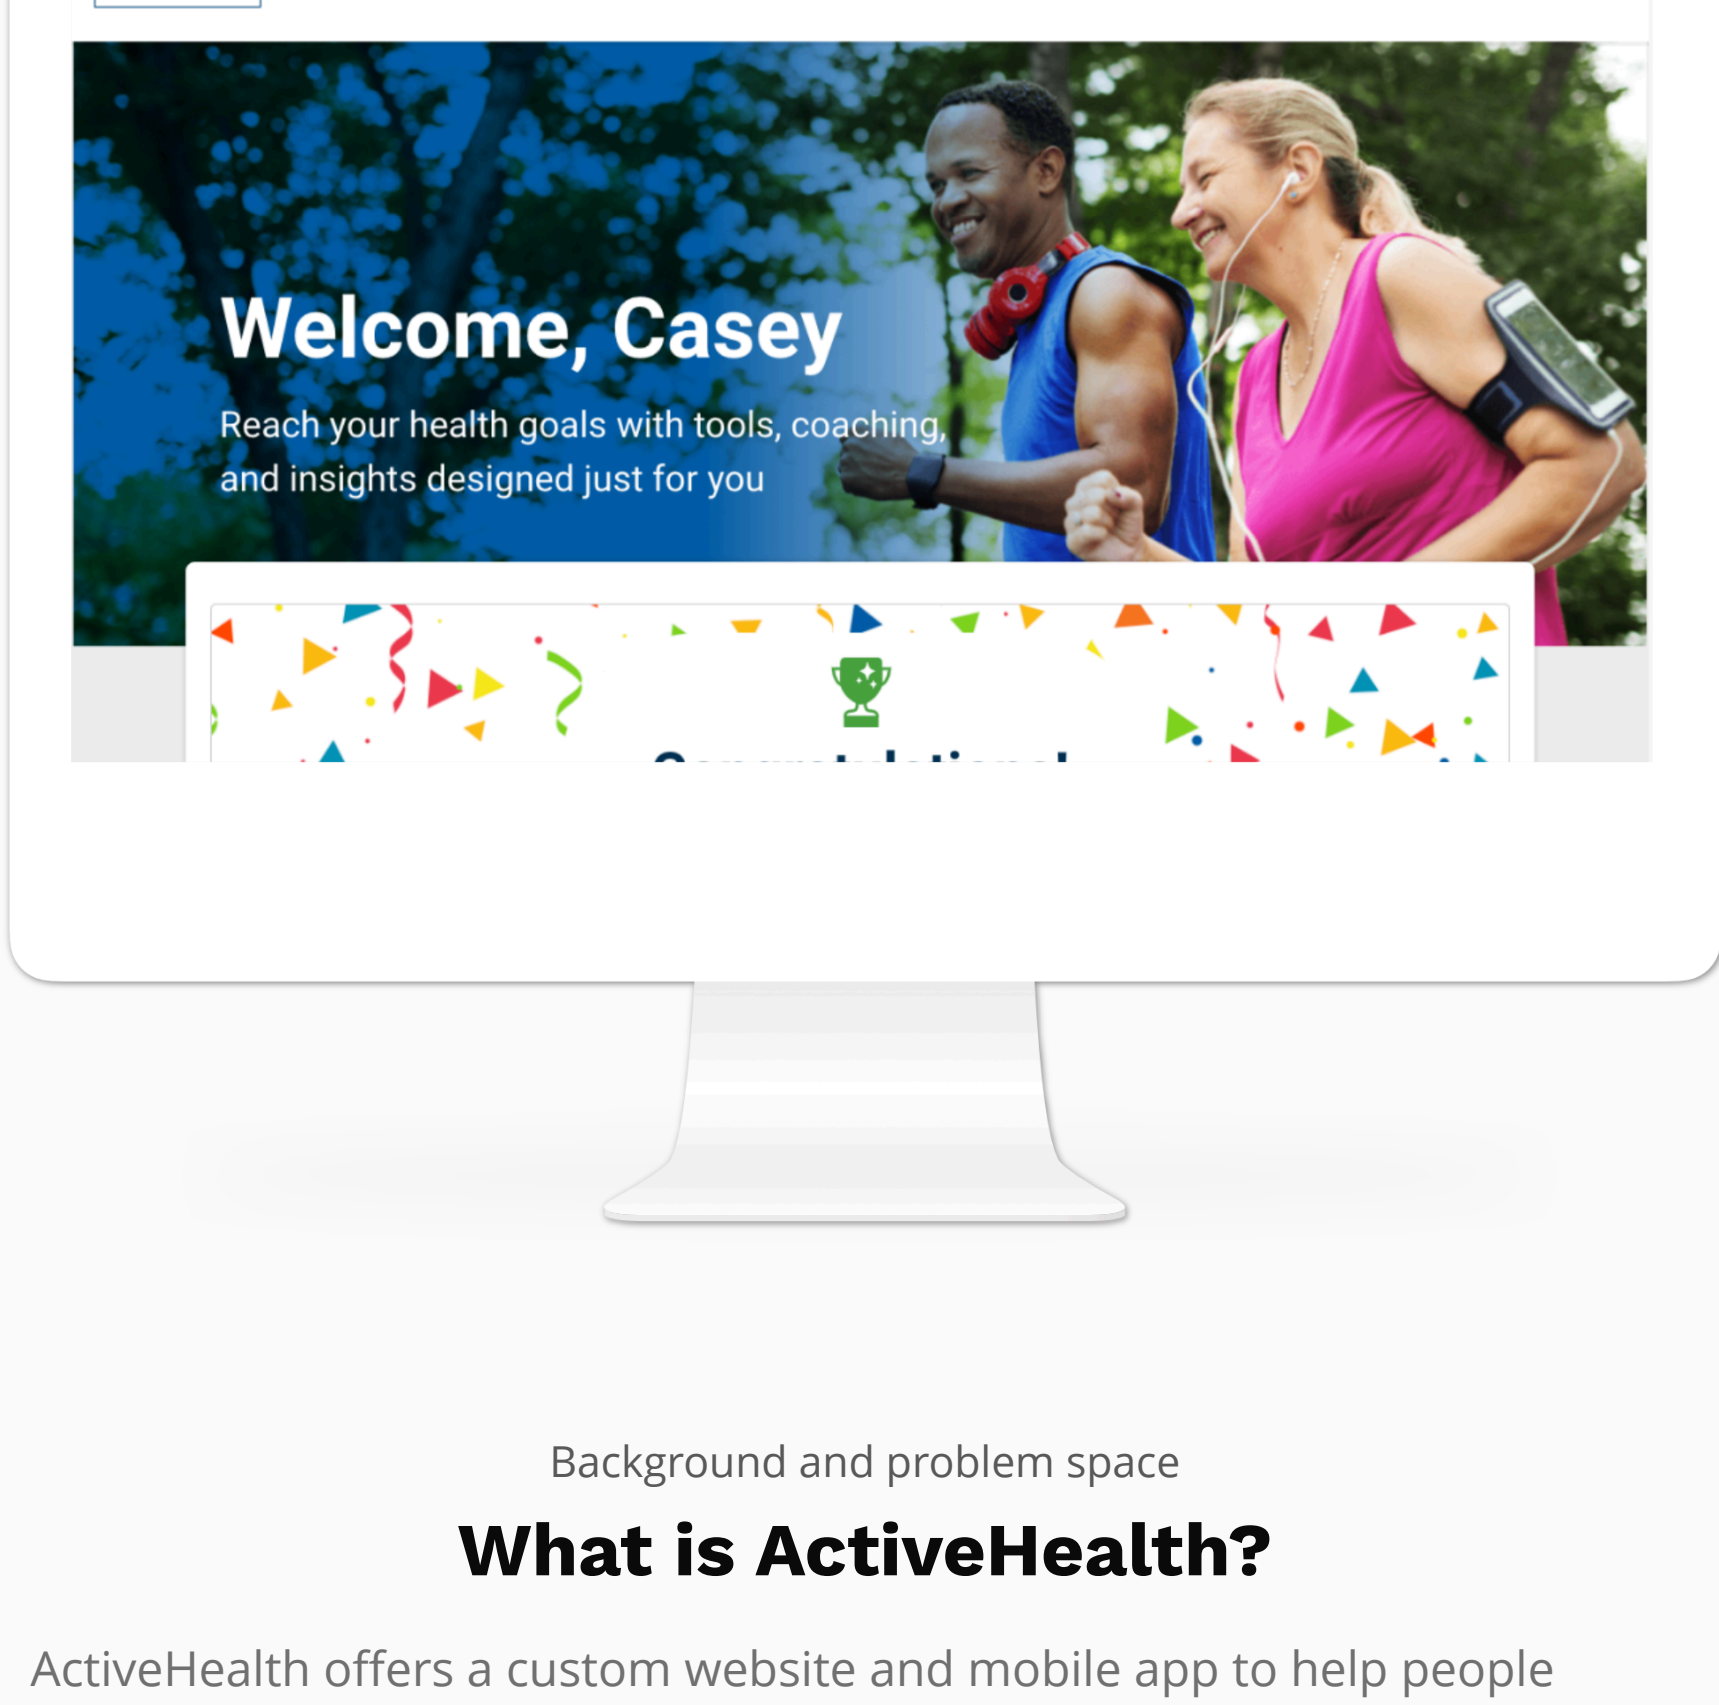 Welcome, Casey
Reach your health goals with tools, coaching,
and insights designed just for you
Congratulations!
Background and problem space
What is ActiveHealth?
ActiveHealth offers a custom website and mobile app to help people